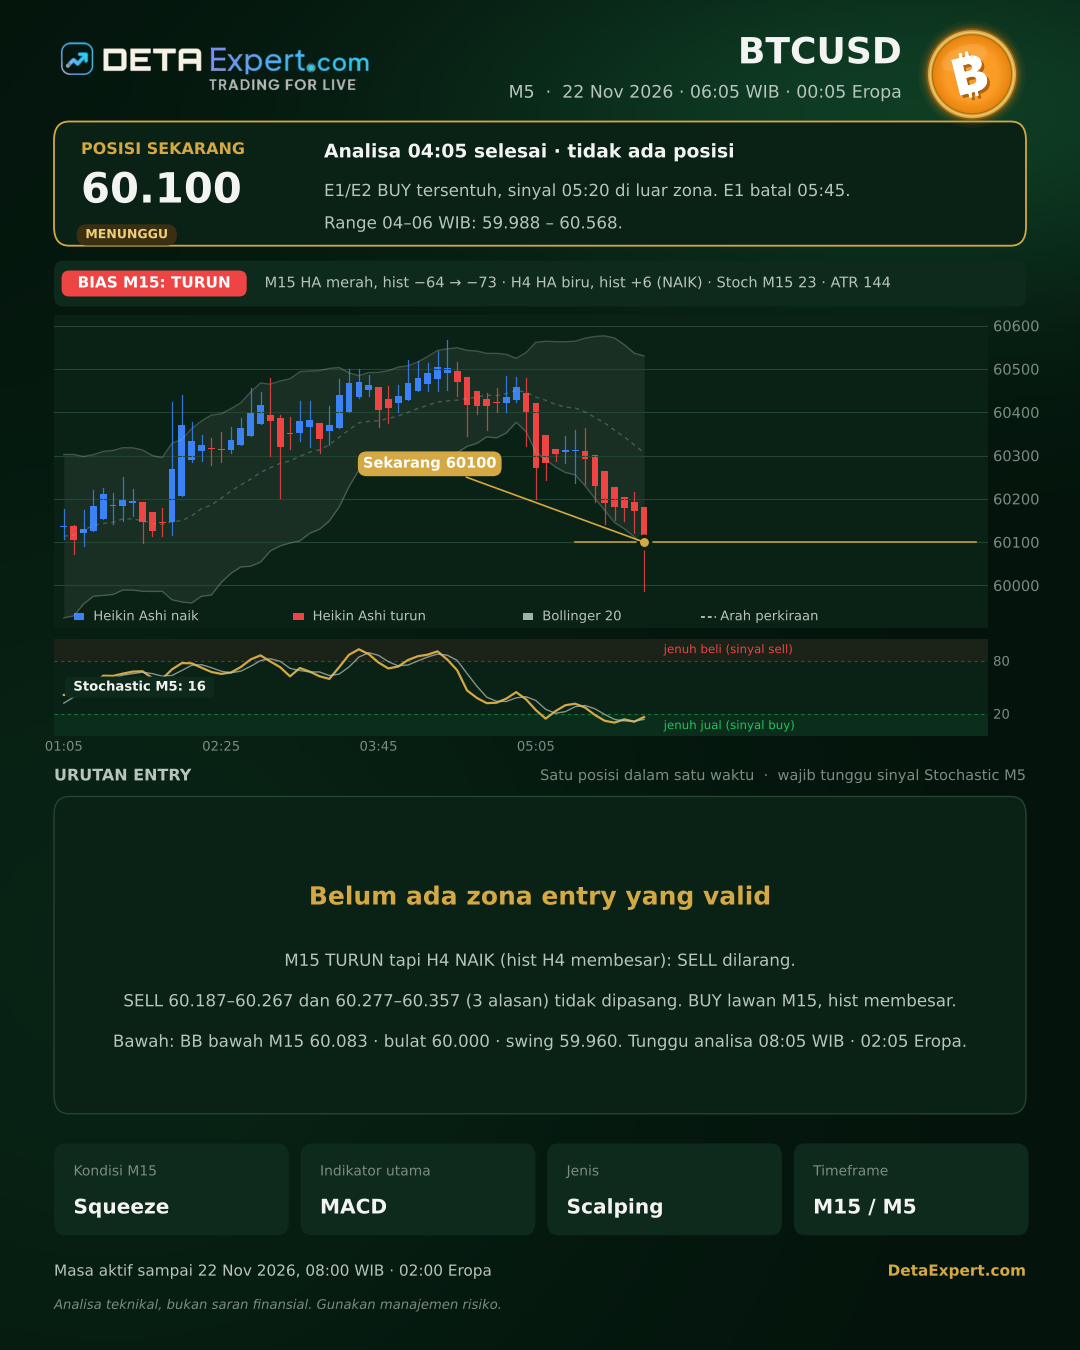 DETA Expert.com
TRADING FOR LIVE
BTCUSD
M5 · 22 Nov 2026 · 06:05 WIB · 00:05 Eropa
POSISI SEKARANG
60.100
MENUNGGU
Analisa 04:05 selesai · tidak ada posisi
E1/E2 BUY tersentuh, sinyal 05:20 di luar zona. E1 batal 05:45.
Range 04–06 WIB: 59.988 – 60.568.
BIAS M15: TURUN
M15 HA merah, hist −64 → −73 · H4 HA biru, hist +6 (NAIK) · Stoch M15 23 · ATR 144
60600
60500
60400
60300
60200
60100
60000
Sekarang 60100
Heikin Ashi naik
Heikin Ashi turun
Bollinger 20
Arah perkiraan
jenuh beli (sinyal sell)
80
Stochastic M5: 16
20
jenuh jual (sinyal buy)
01:05
02:25
03:45
05:05
URUTAN ENTRY
Satu posisi dalam satu waktu · wajib tunggu sinyal Stochastic M5
Belum ada zona entry yang valid
M15 TURUN tapi H4 NAIK (hist H4 membesar): SELL dilarang.
SELL 60.187–60.267 dan 60.277–60.357 (3 alasan) tidak dipasang. BUY lawan M15, hist membesar.
Bawah: BB bawah M15 60.083 · bulat 60.000 · swing 59.960. Tunggu analisa 08:05 WIB · 02:05 Eropa.
Kondisi M15
Squeeze
Indikator utama
MACD
Jenis
Scalping
Timeframe
M15 / M5
Masa aktif sampai 22 Nov 2026, 08:00 WIB · 02:00 Eropa
DetaExpert.com
Analisa teknikal, bukan saran finansial. Gunakan manajemen risiko.